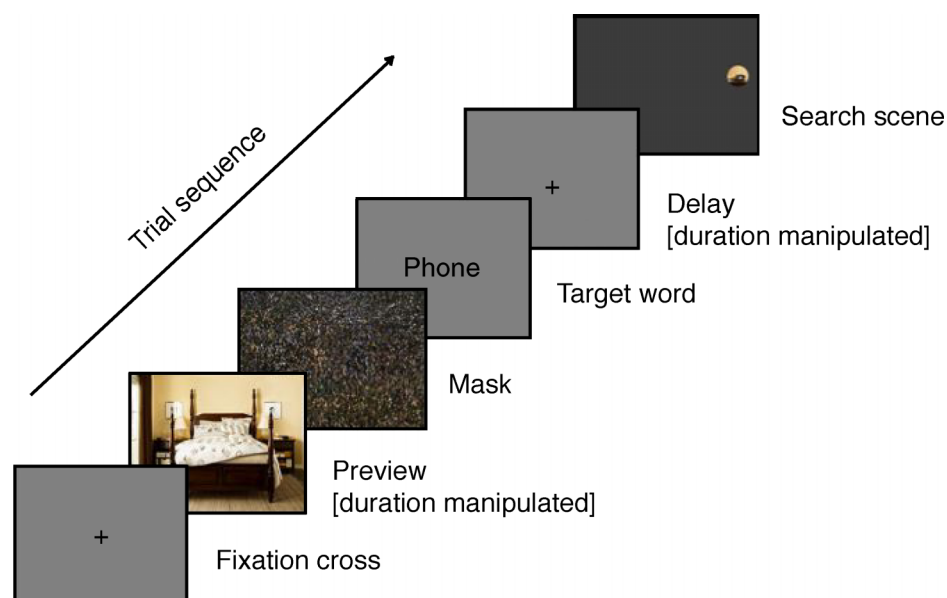 Trial sequence
Search scene
+
Delay
[duration manipulated]
Phone
Target word
Mask
Preview
[duration manipulated]
+
Fixation cross